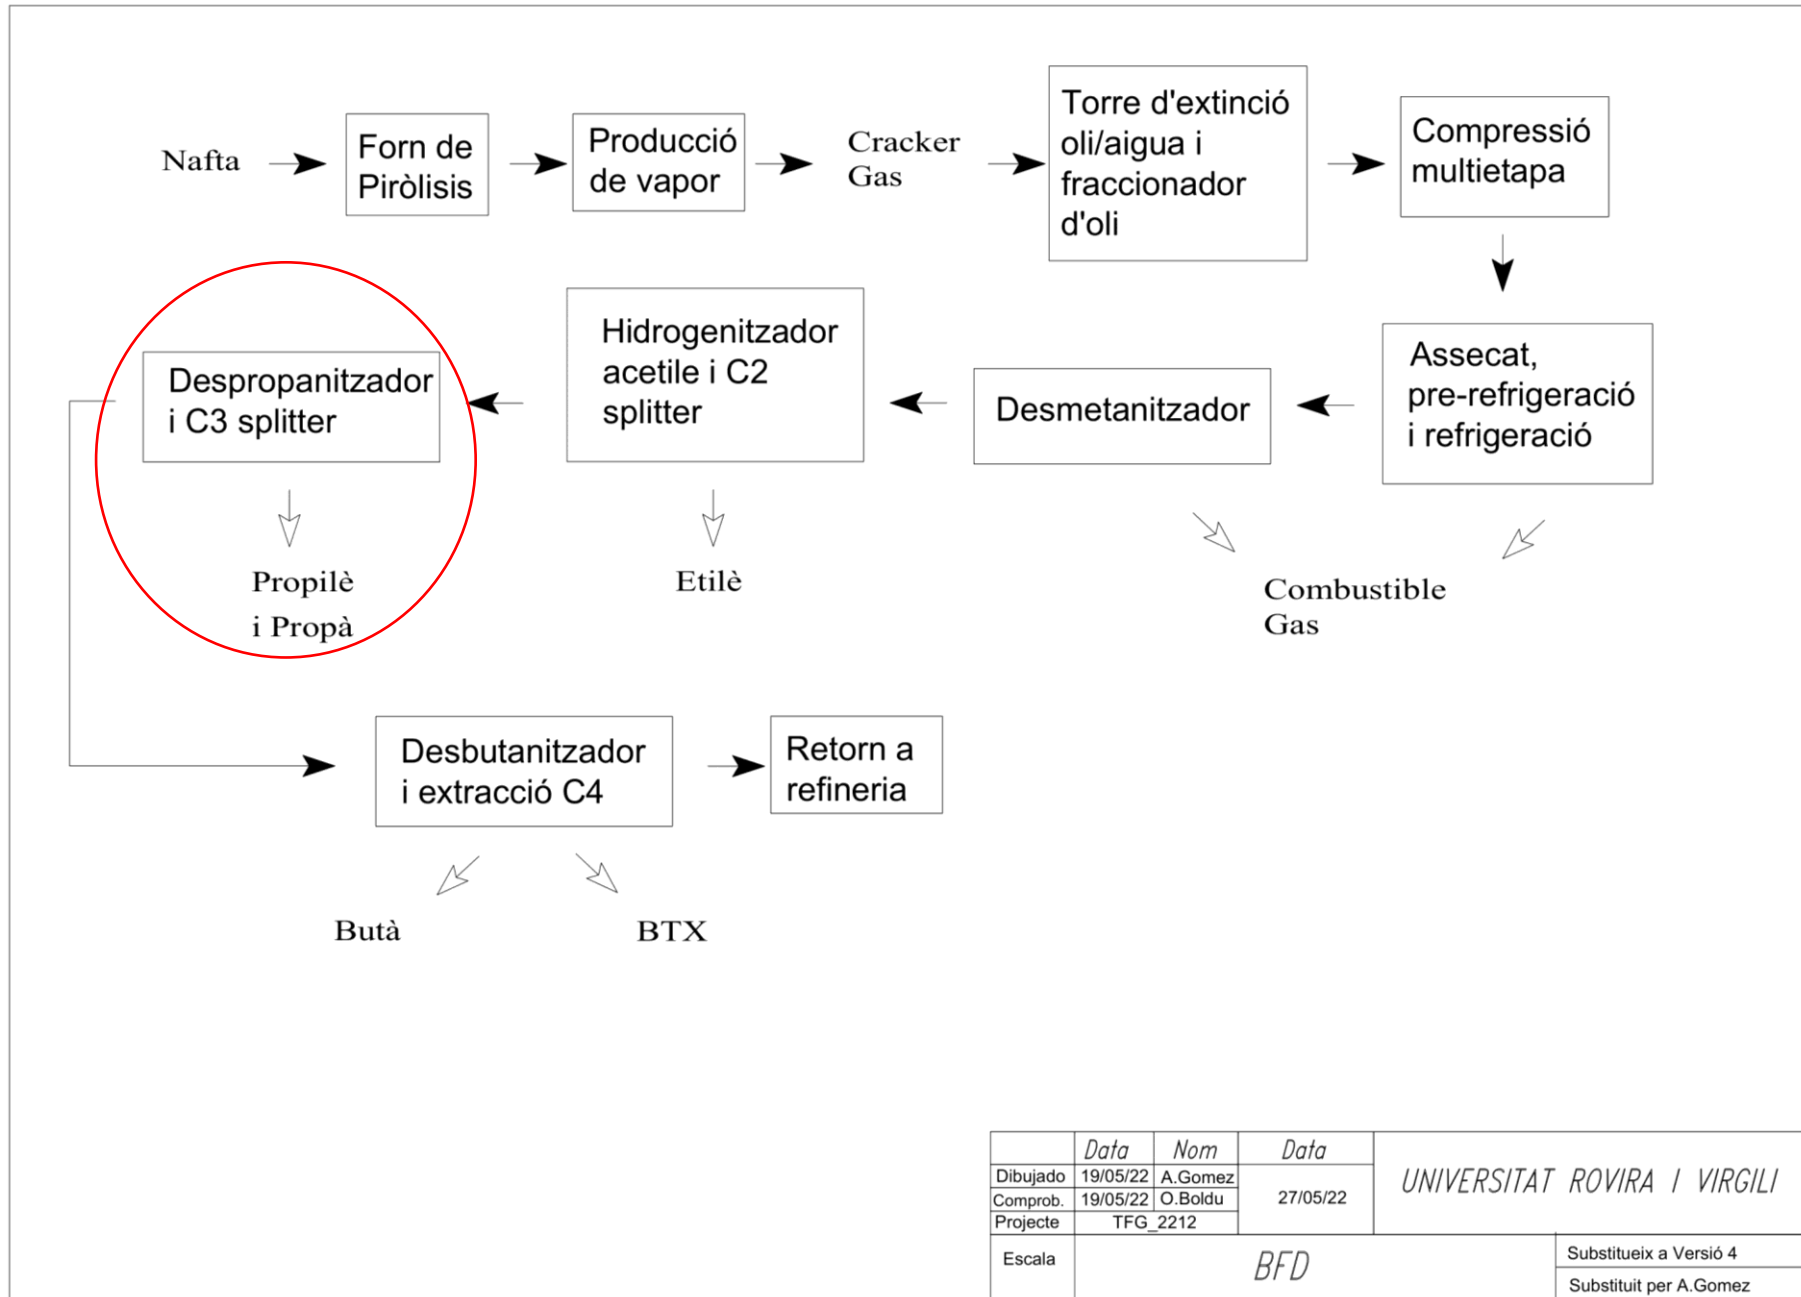 Nafta
Forn de
Piròlisis
Producció
de vapor
Cracker
Gas
Torre d'extinció
oli/aigua i
fraccionador
d'oli
Compressió
multietapa
Despropanitzador
i C3 splitter
Hidrogenitzador
acetile i C2
splitter
Desmetanitzador
Assecat,
pre-refrigeració
i refrigeració
Propilè
i Propà
Etilè
Combustible
Gas
Desbutanitzador
i extracció C4
Retorn a
refineria
Butà
BTX
Data Nom Data
Dibujado 19/05/22 A.Gomez
Comprob. 19/05/22 O.Boldu 27/05/22
Projecte TFG_2212
UNIVERSITAT ROVIRA I VIRGILI
Escala
BFD
Substitueix a Versió 4
Substituit per A.Gomez